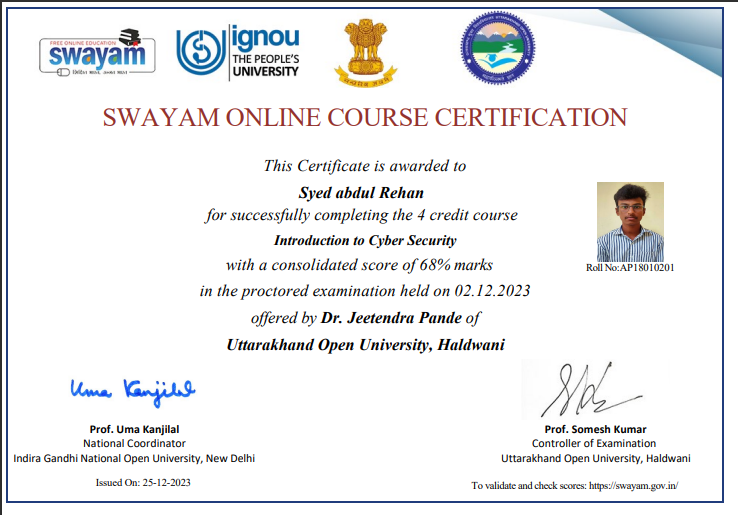 FREE ONLINE EDUCATION
swayam
शिक्षित भारत, उन्नत भारत
ignou
THE PEOPLE'S
UNIVERSITY
सत्यमेव जयते
SWAYAM ONLINE COURSE CERTIFICATION
This Certificate is awarded to
Syed abdul Rehan
for successfully completing the 4 credit course
Introduction to Cyber Security
with a consolidated score of 68% marks
in the proctored examination held on 02.12.2023
offered by Dr. Jeetendra Pande of
Uttarakhand Open University, Haldwani
Roll No:AP18010201
Uma Kanjilal
Prof. Uma Kanjilal
National Coordinator
Indira Gandhi National Open University, New Delhi
Issued On: 25-12-2023
Prof. Somesh Kumar
Controller of Examination
Uttarakhand Open University, Haldwani
To validate and check scores: https://swayam.gov.in/